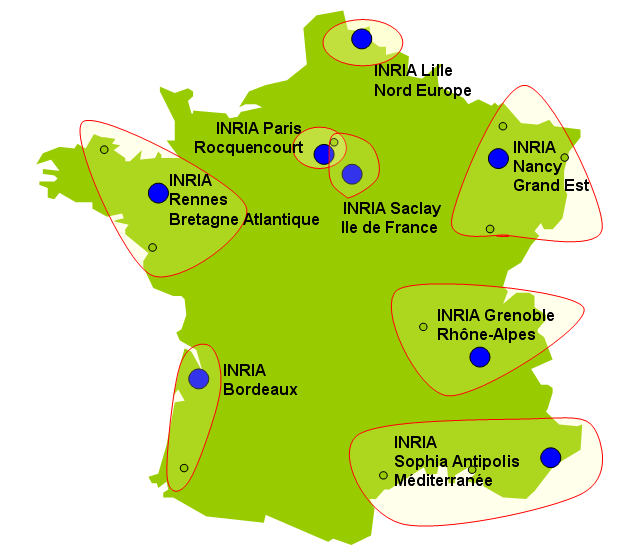 INRIA Lille
Nord Europe
INRIA Paris
Rocquencourt
INRIA
Nancy
Grand Est
INRIA
Rennes
Bretagne Atlantique
INRIA Saclay
Ile de France
INRIA Grenoble
Rhône-Alpes
INRIA
Bordeaux
INRIA
Sophia Antipolis
Méditerranée